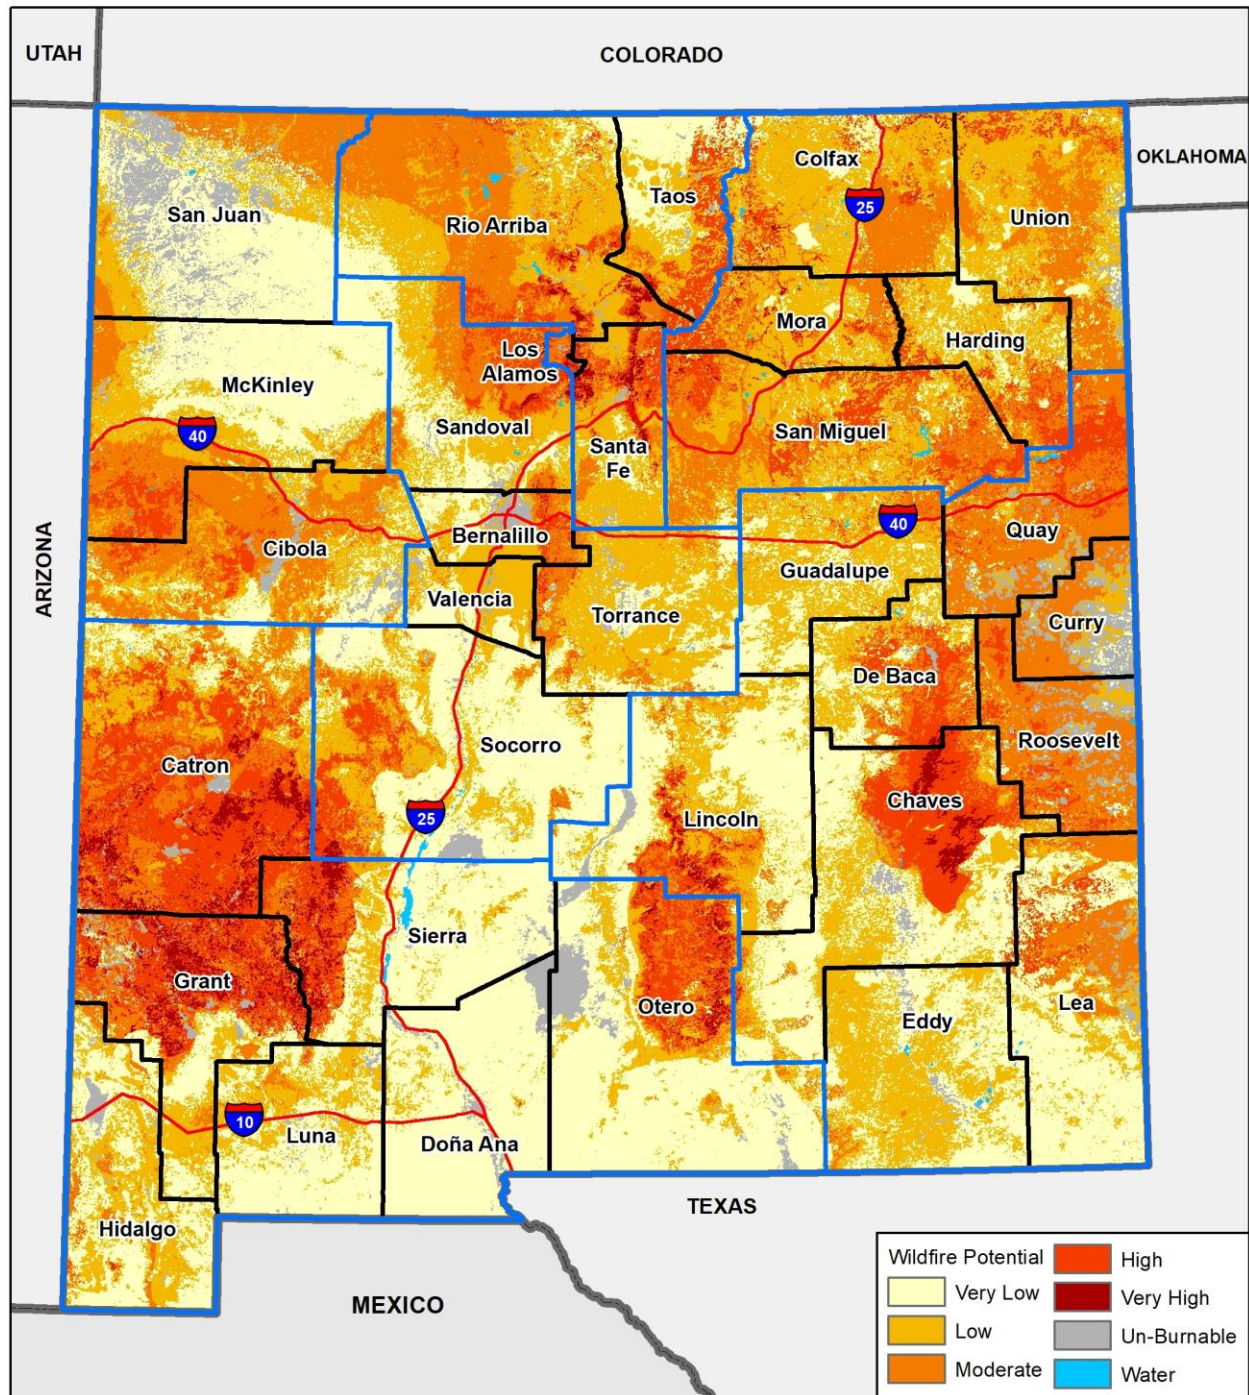 UTAH
COLORADO
OKLAHOMA
San Juan
Rio Arriba
Taos
Colfax
25
Union
McKinley
40
Los
Alamos
Mora
Harding
Sandoval
Santa
Fe
San Miguel
ARIZONA
Cibola
Bernalillo
40
Quay
Guadalupe
Valencia
Torrance
Curry
De Baca
Catron
Socorro
Roosevelt
25
Lincoln
Chaves
Sierra
Grant
Otero
Eddy
Lea
10
Luna
Doña Ana
Hidalgo
TEXAS
MEXICO
Wildfire Potential
Very Low
Low
Moderate
High
Very High
Un-Burnable
Water